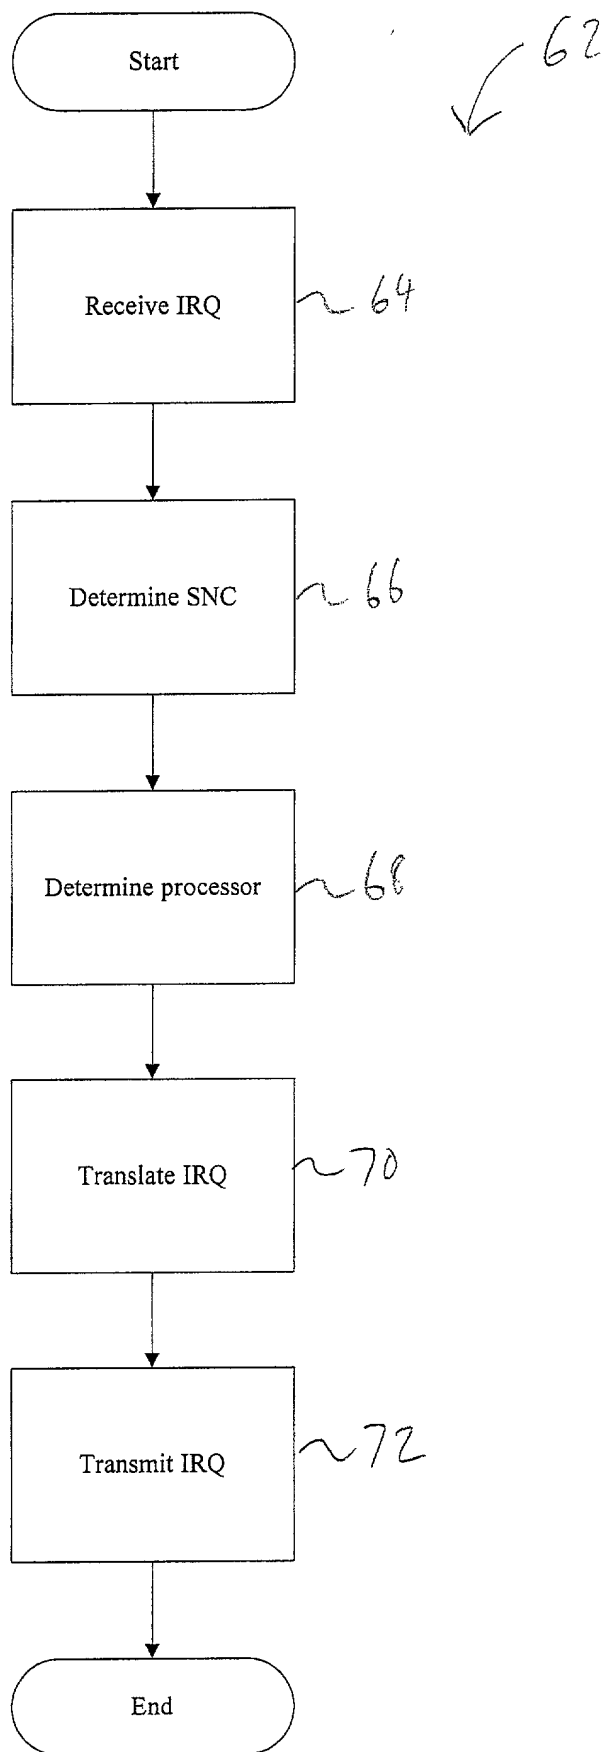 Start
62
Receive IRQ
64
Determine SNC
66
Determine processor
68
Translate IRQ
70
Transmit IRQ
72
End